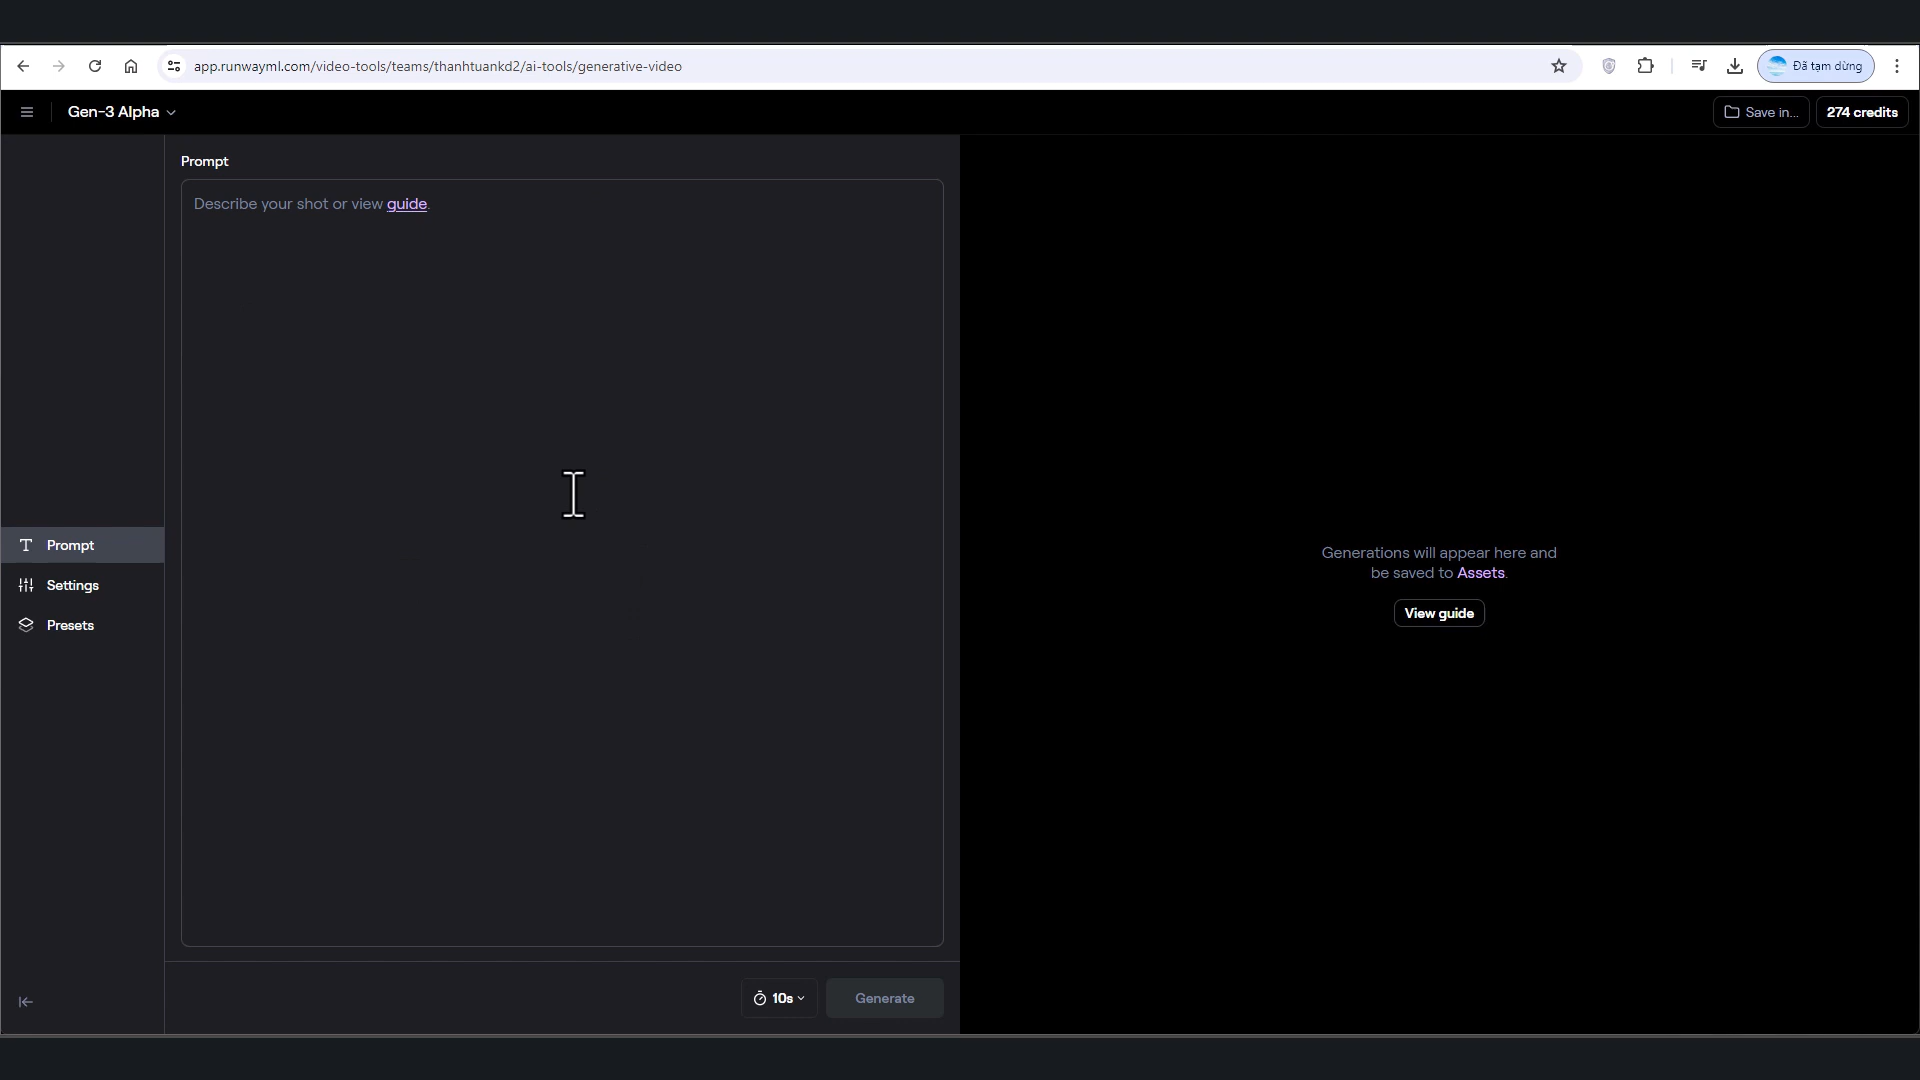 app.runwayml.com/video-tools/teams/thanhtuankd2/ai-tools/generative-video
Đã tạm dừng
Gen-3 Alpha
Save in...
274 credits
Prompt
Describe your shot or view guide.
Prompt
Settings
Presets
Generations will appear here and
be saved to Assets.
View guide
10s
Generate